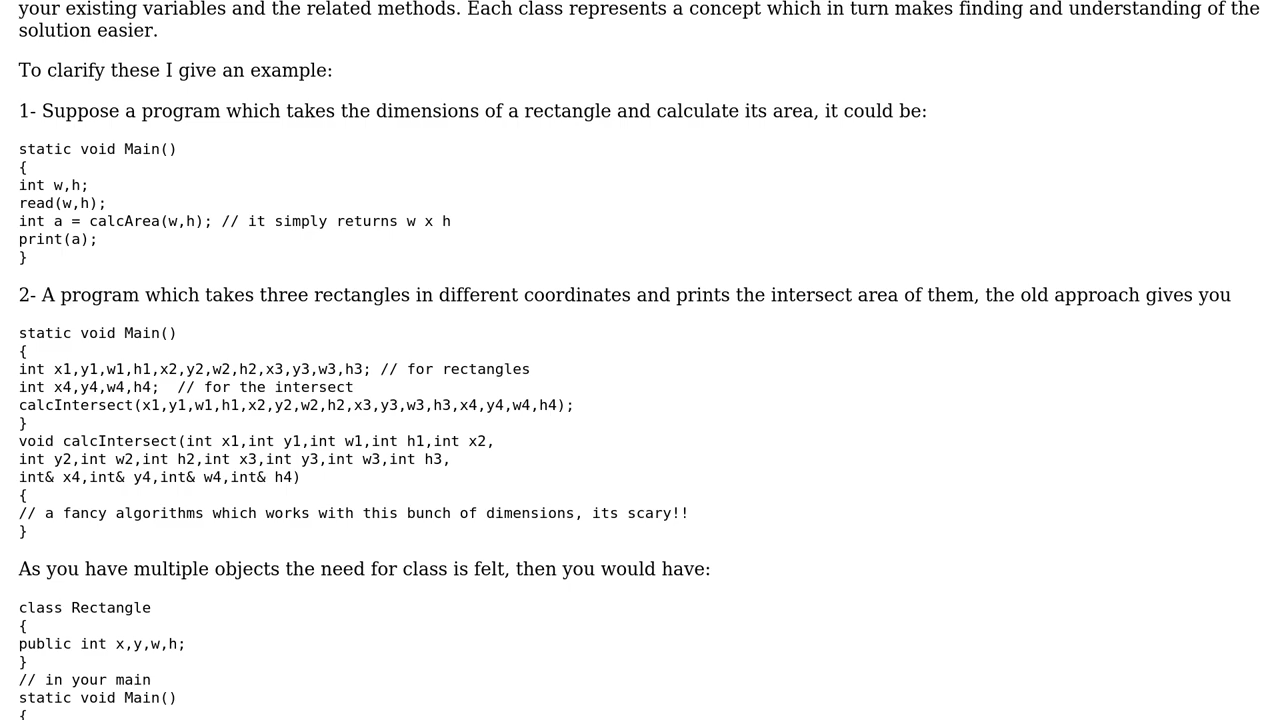 your existing variables and the related methods. Each class represents a concept which in turn makes finding and understanding of the
solution easier.
To clarify these I give an example:
1- Suppose a program which takes the dimensions of a rectangle and calculate its area, it could be:
static void Main()
{
int w,h;
read(w,h);
int a = calcArea(w,h); // it simply returns w x h
print(a);
}
2- A program which takes three rectangles in different coordinates and prints the intersect area of them, the old approach gives you
static void Main()
{
int x1,y1,w1,h1,x2,y2,w2,h2,x3,y3,w3,h3; // for rectangles
int x4,y4,w4,h4;  // for the intersect
calcIntersect(x1,y1,w1,h1,x2,y2,w2,h2,x3,y3,w3,h3,x4,y4,w4,h4);
}
void calcIntersect(int x1,int y1,int w1,int h1,int x2,
int y2,int w2,int h2,int x3,int y3,int w3,int h3,
int& x4,int& y4,int& w4,int& h4)
{
// a fancy algorithms which works with this bunch of dimensions, its scary!!
}
As you have multiple objects the need for class is felt, then you would have:
class Rectangle
{
public int x,y,w,h;
}
// in your main
static void Main()
{